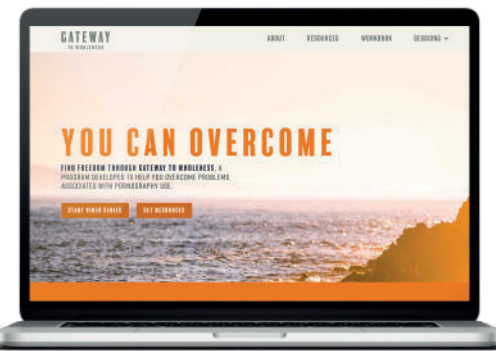 GATEWAY
TO WHOLENESS
ABOUT RESOURCES WORKBOOK SESSIONS
YOU CAN OVERCOME
FIND FREEDOM THROUGH GATEWAY TO WHOLENESS, A
PROGRAM DEVELOPED TO HELP YOU OVERCOME PROBLEMS
ASSOCIATED WITH PORNOGRAPHY USE.
START VIDEO SERIES GET RESOURCES